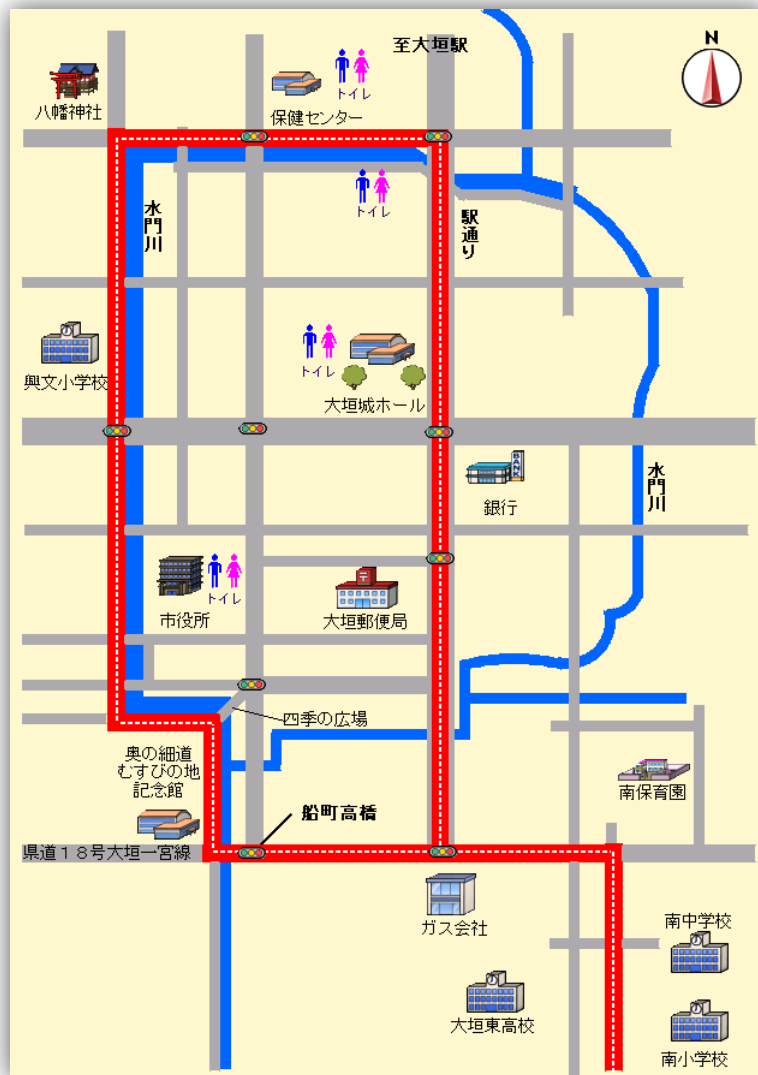 至大垣駅
N
トイレ
八幡神社
保健センター
トイレ
水門川
駅通り
トイレ
興文小学校
大垣城ホール
BANK
銀行
水門川
〒
市役所
トイレ
大垣郵便局
四季の広場
奥の細道
むすびの地
記念館
南保育園
船町高橋
県道18号大垣一宮線
ガス会社
南中学校
大垣東高校
南小学校